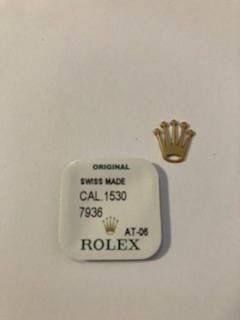 ORIGINAL
SWISS MADE
CAL.1530
7936
AT-06
ROLEX